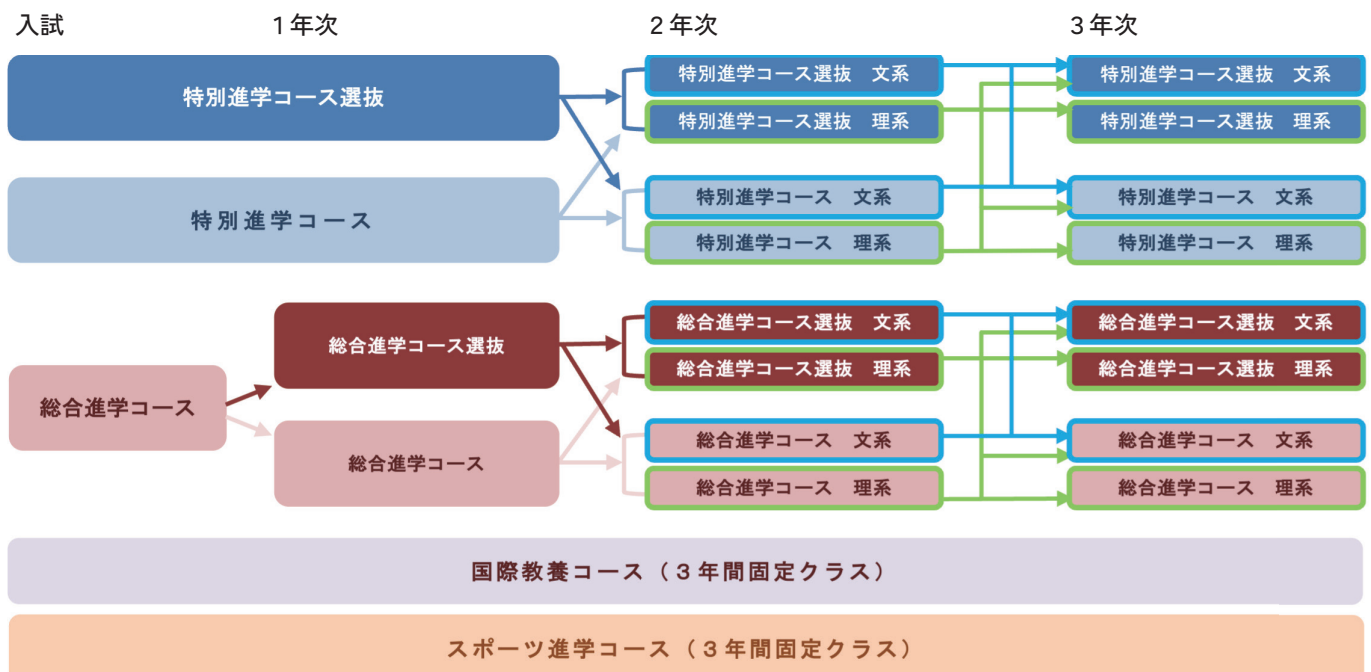 入試 １年次 ２年次 ３年次
特別進学コース選抜
特別進学コース選抜　文系
特別進学コース選抜　文系
特別進学コース選抜　理系
特別進学コース選抜　理系
特別進学コース
特別進学コース　文系
特別進学コース　文系
特別進学コース　理系
特別進学コース　理系
総合進学コース
総合進学コース選抜
総合進学コース選抜　文系
総合進学コース選抜　文系
総合進学コース選抜　理系
総合進学コース選抜　理系
総合進学コース
総合進学コース　文系
総合進学コース　文系
総合進学コース　理系
総合進学コース　理系
国際教養コース（３年間固定クラス）
スポーツ進学コース（３年間固定クラス）